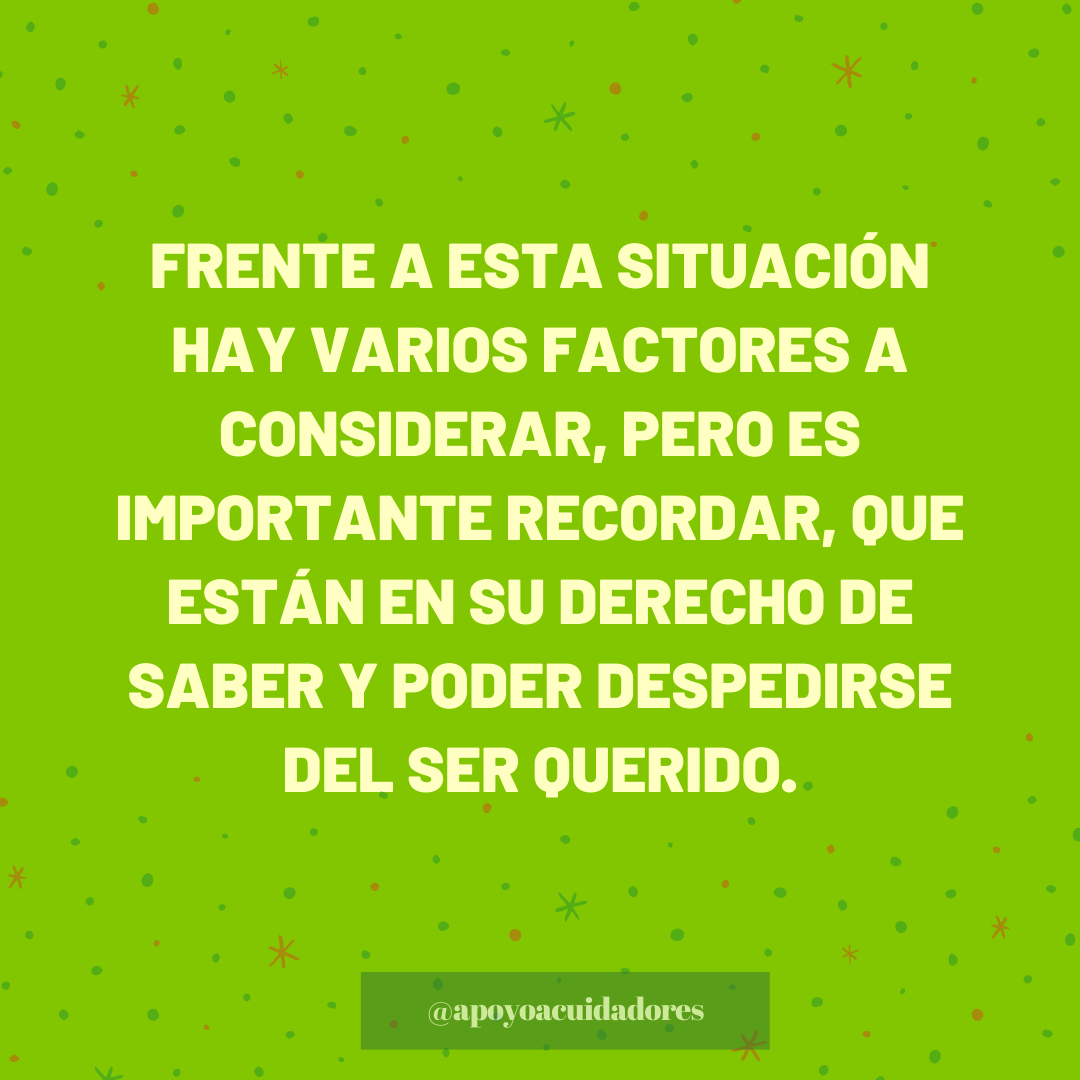 FRENTE A ESTA SITUACIÓN
HAY VARIOS FACTORES A
CONSIDERAR, PERO ES
IMPORTANTE RECORDAR, QUE
ESTÁN EN SU DERECHO DE
SABER Y PODER DESPEDIRSE
DEL SER QUERIDO.
@apoyoacuidadores